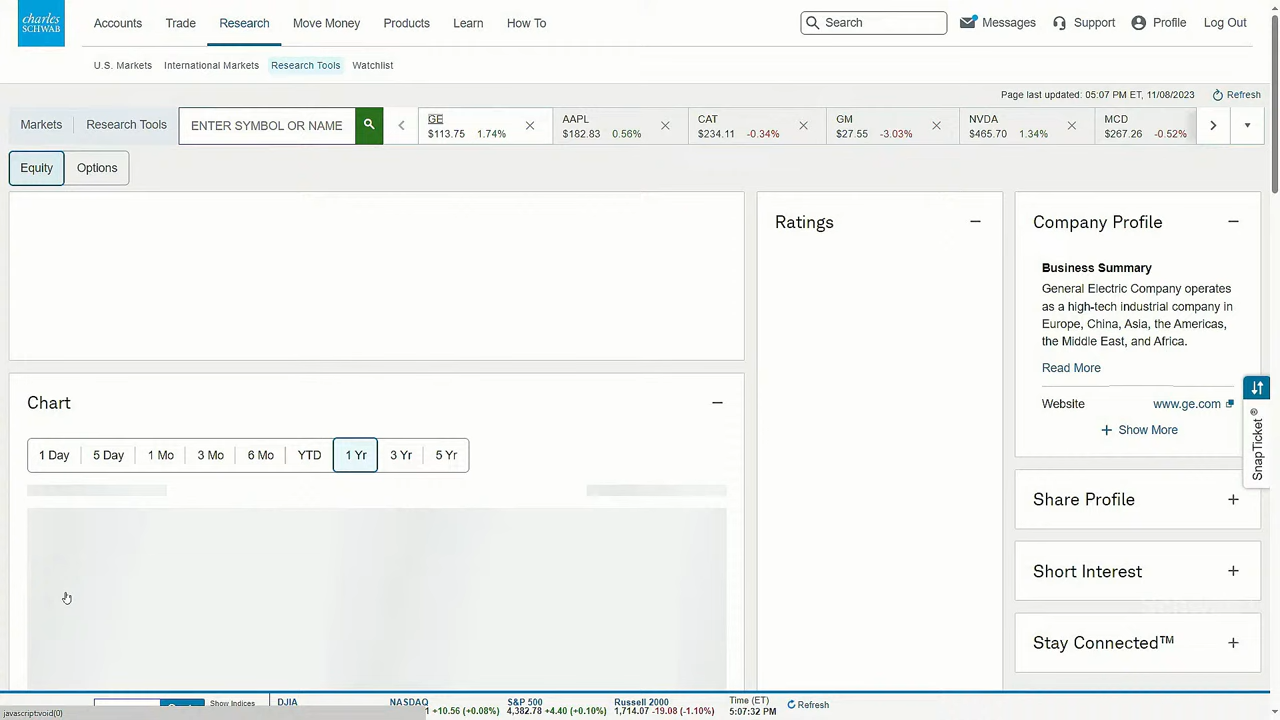 charles
SCHWAB
Accounts Trade Research Move Money Products Learn How To
Search
Messages Support Profile Log Out
U.S. Markets International Markets Research Tools Watchlist
Page last updated: 05:07 PM ET, 11/08/2023 Refresh
Markets Research Tools ENTER SYMBOL OR NAME
GE
$113.75 1.74%
AAPL
$182.83 0.56%
CAT
$234.11 -0.34%
GM
$27.55 -3.03%
NVDA
$465.70 1.34%
MCD
$267.26 -0.52%
Equity Options
Ratings
Company Profile
Business Summary
General Electric Company operates
as a high-tech industrial company in
Europe, China, Asia, the Americas,
the Middle East, and Africa.
Read More
Website www.ge.com
+ Show More
SnapTicket®
Chart
1 Day 5 Day 1 Mo 3 Mo 6 Mo YTD 1 Yr 3 Yr 5 Yr
Share Profile
Short Interest
Stay Connected™
Show Indices
DJIA
NASDAQ
+10.56 (+0.08%)
S&P 500
4,382.78 +4.40 (+0.10%)
Russell 2000
1,714.07 -19.08 (-1.10%)
Time (ET)
5:07:32 PM
Refresh
javascript:void(0)